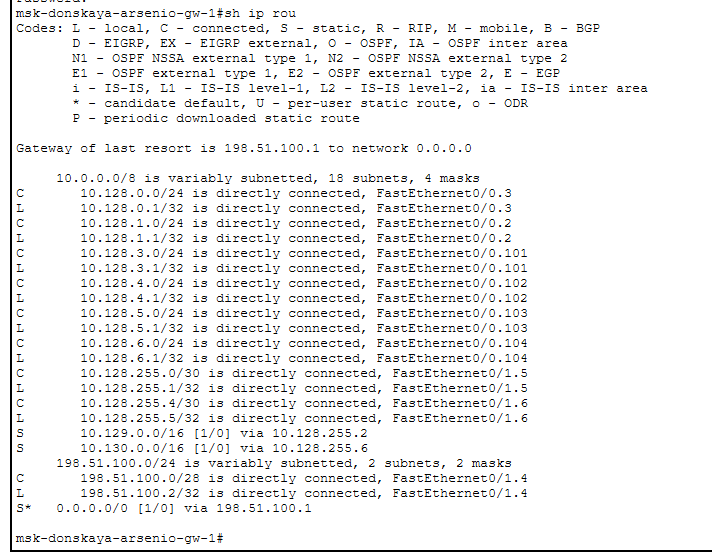 msk-donskaya-arsenio-gw-1#sh ip rou
Codes: L - local, C - connected, S - static, R - RIP, M - mobile, B - BGP
D - EIGRP, EX - EIGRP external, O - OSPF, IA - OSPF inter area
N1 - OSPF NSSA external type 1, N2 - OSPF NSSA external type 2
E1 - OSPF external type 1, E2 - OSPF external type 2, E - EGP
i - IS-IS, L1 - IS-IS level-1, L2 - IS-IS level-2, ia - IS-IS inter area
* - candidate default, U - per-user static route, o - ODR
P - periodic downloaded static route
Gateway of last resort is 198.51.100.1 to network 0.0.0.0
10.0.0.0/8 is variably subnetted, 18 subnets, 4 masks
C 10.128.0.0/24 is directly connected, FastEthernet0/0.3
L 10.128.0.1/32 is directly connected, FastEthernet0/0.3
C 10.128.1.0/24 is directly connected, FastEthernet0/0.2
L 10.128.1.1/32 is directly connected, FastEthernet0/0.2
C 10.128.3.0/24 is directly connected, FastEthernet0/0.101
L 10.128.3.1/32 is directly connected, FastEthernet0/0.101
C 10.128.4.0/24 is directly connected, FastEthernet0/0.102
L 10.128.4.1/32 is directly connected, FastEthernet0/0.102
C 10.128.5.0/24 is directly connected, FastEthernet0/0.103
L 10.128.5.1/32 is directly connected, FastEthernet0/0.103
C 10.128.6.0/24 is directly connected, FastEthernet0/0.104
L 10.128.6.1/32 is directly connected, FastEthernet0/0.104
C 10.128.255.0/30 is directly connected, FastEthernet0/1.5
L 10.128.255.1/32 is directly connected, FastEthernet0/1.5
C 10.128.255.4/30 is directly connected, FastEthernet0/1.6
L 10.128.255.5/32 is directly connected, FastEthernet0/1.6
S 10.129.0.0/16 [1/0] via 10.128.255.2
S 10.130.0.0/16 [1/0] via 10.128.255.6
198.51.100.0/24 is variably subnetted, 2 subnets, 2 masks
C 198.51.100.0/28 is directly connected, FastEthernet0/1.4
L 198.51.100.2/32 is directly connected, FastEthernet0/1.4
S* 0.0.0.0/0 [1/0] via 198.51.100.1
msk-donskaya-arsenio-gw-1#